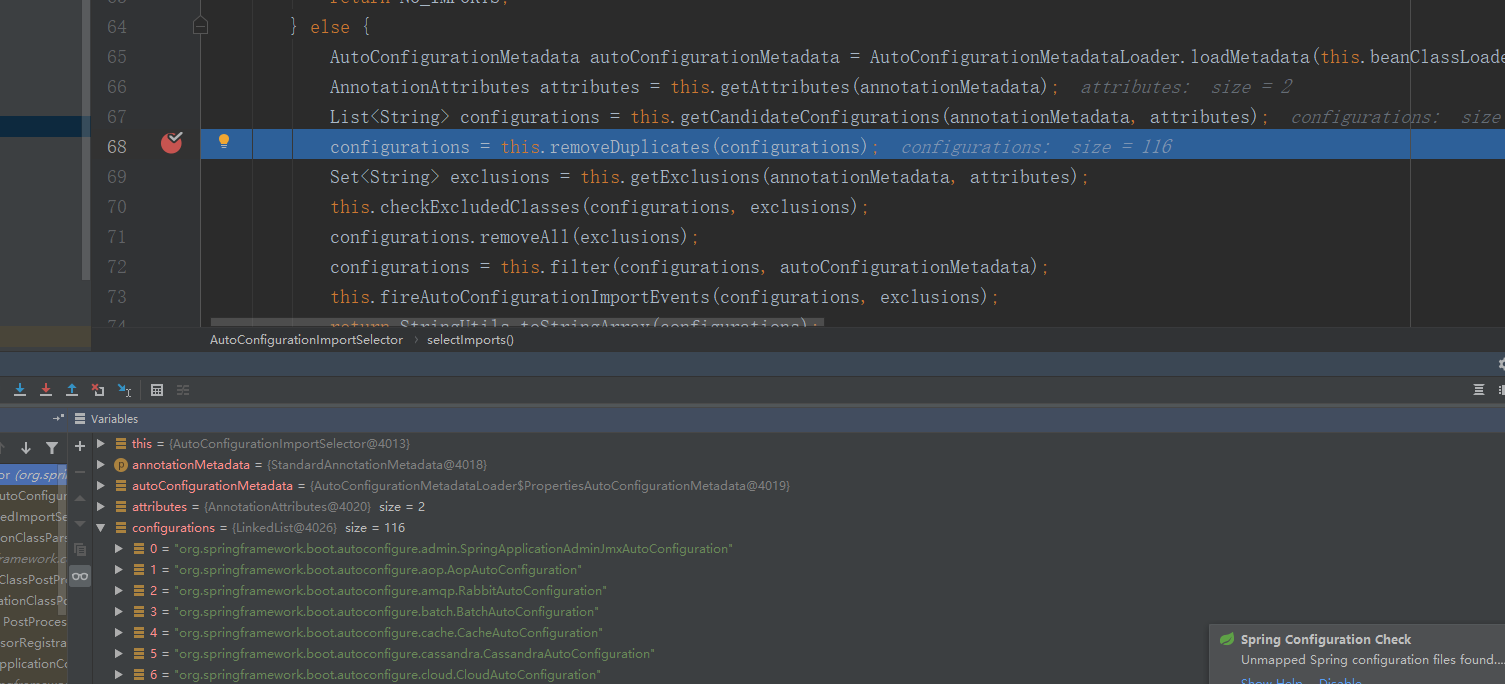 64 } else {
65 AutoConfigurationMetadata autoConfigurationMetadata = AutoConfigurationMetadataLoader.loadMetadata(this.beanClassLoade
66 AnnotationAttributes attributes = this.getAttributes(annotationMetadata); attributes: size = 2
67 List<String> configurations = this.getCandidateConfigurations(annotationMetadata, attributes); configurations: size
68 configurations = this.removeDuplicates(configurations); configurations: size = 116
69 Set<String> exclusions = this.getExclusions(annotationMetadata, attributes);
70 this.checkExcludedClasses(configurations, exclusions);
71 configurations.removeAll(exclusions);
72 configurations = this.filter(configurations, autoConfigurationMetadata);
73 this.fireAutoConfigurationImportEvents(configurations, exclusions);
74 return StringUtils.toStringArray(configurations);
AutoConfigurationImportSelector › selectImports()
Variables
this = {AutoConfigurationImportSelector@4013}
p annotationMetadata = {StandardAnnotationMetadata@4018}
or (org.spri
autoConfigurationMetadata = {AutoConfigurationMetadataLoader$PropertiesAutoConfigurationMetadata@4019}
utoConfigur
attributes = {AnnotationAttributes@4020} size = 2
edImportSe
configurations = {LinkedList@4026} size = 116
onClassPars
0 = "org.springframework.boot.autoconfigure.admin.SpringApplicationAdminJmxAutoConfiguration"
ramework.c
1 = "org.springframework.boot.autoconfigure.aop.AopAutoConfiguration"
ClassPostPr
2 = "org.springframework.boot.autoconfigure.amqp.RabbitAutoConfiguration"
ationClassPo
3 = "org.springframework.boot.autoconfigure.batch.BatchAutoConfiguration"
PostProces
4 = "org.springframework.boot.autoconfigure.cache.CacheAutoConfiguration"
sorRegistra
5 = "org.springframework.boot.autoconfigure.cassandra.CassandraAutoConfiguration"
pplicationCo
6 = "org.springframework.boot.autoconfigure.cloud.CloudAutoConfiguration"
Spring Configuration Check
Unmapped Spring configuration files found....
Show Help Disable